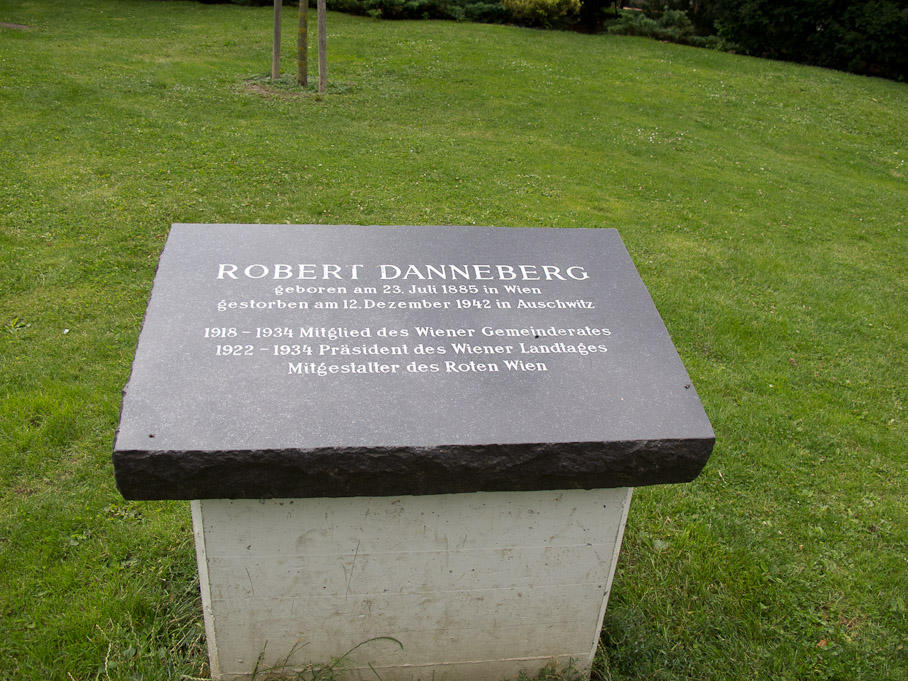 ROBERT DANNEBERG
geboren am 23. Juli 1885 in Wien
gestorben am 12. Dezember 1942 in Auschwitz
1918 - 1934 Mitglied des Wiener Gemeinderates
1922 - 1934 Präsident des Wiener Landtages
Mitgestalter des Roten Wien